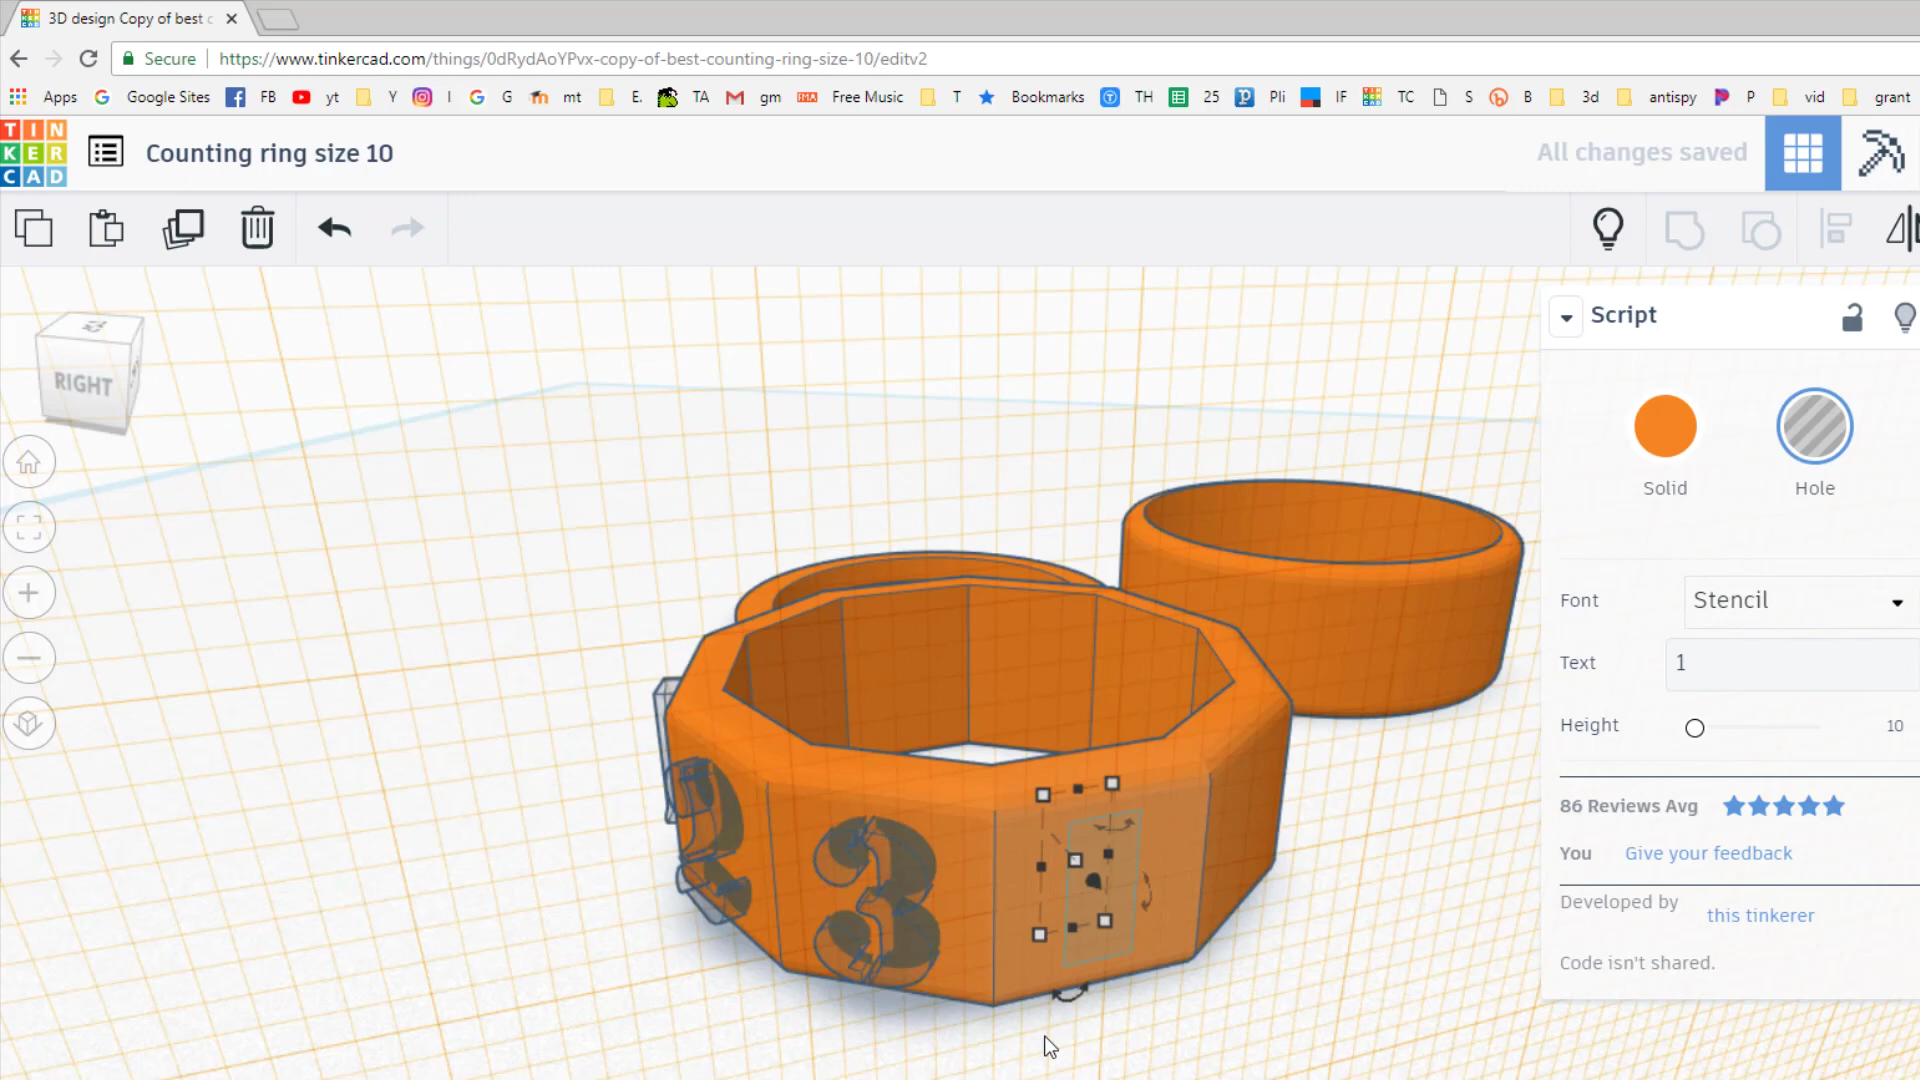 3D design Copy of best c
Secure https://www.tinkercad.com/things/0dRydAoYPvx-copy-of-best-counting-ring-size-10/editv2
Apps Google Sites FB yt Y I G mt E. TA gm FMA Free Music T Bookmarks TH 25 Pli IF TC S B 3d antispy P vid grant
TIN
KER
CAD
Counting ring size 10
All changes saved
RIGHT
Script
Solid
Hole
Font Stencil
Text 1
Height 10
86 Reviews Avg
You Give your feedback
Developed by this tinkerer
Code isn't shared.
2
3